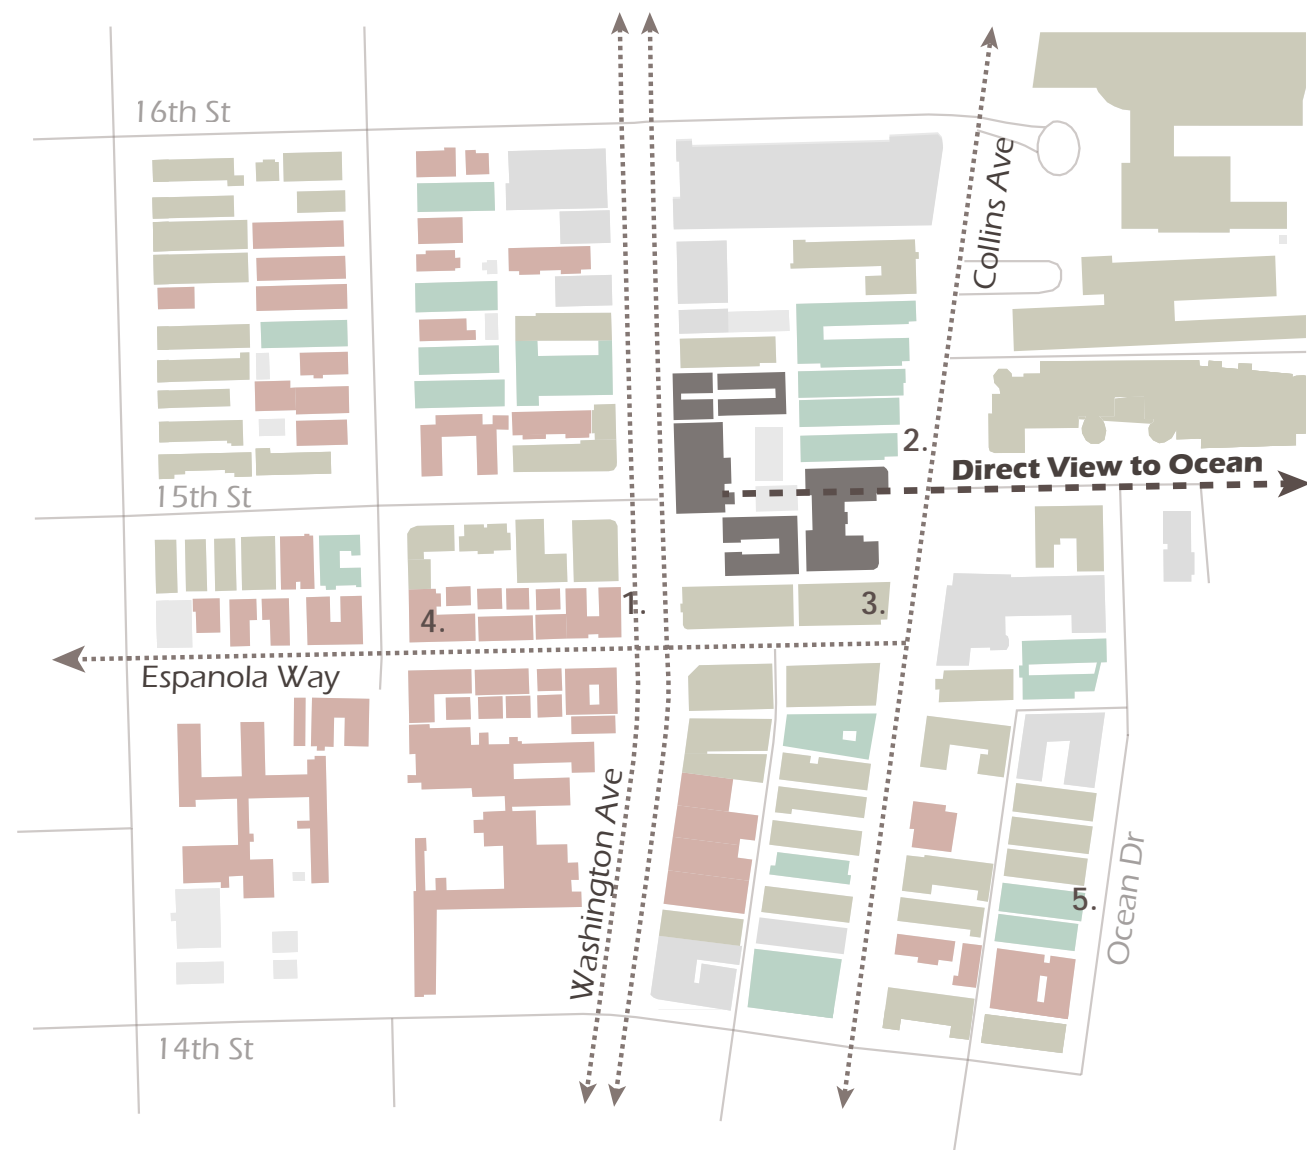 16th St
Collins Ave
2.
Direct View to Ocean
15th St
1.
3.
4.
Espanola Way
Washington Ave
5.
Ocean Dr
14th St